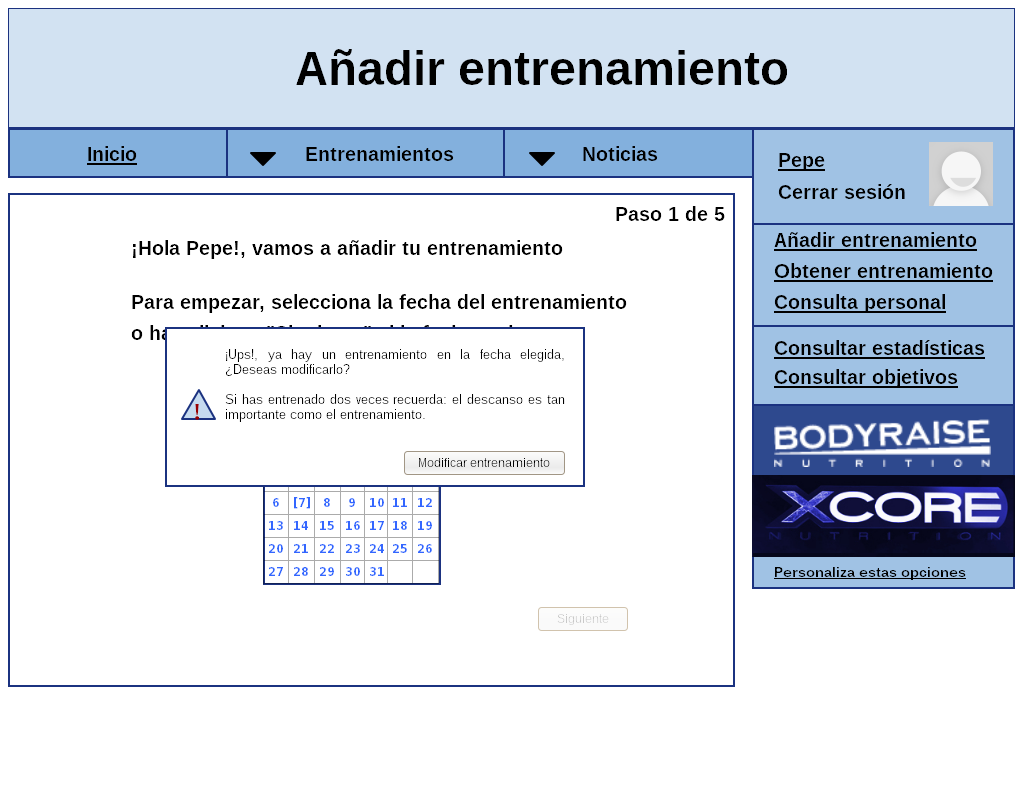 Añadir entrenamiento
Inicio
Entrenamientos
Noticias
Pepe
Cerrar sesión
Paso 1 de 5
¡Hola Pepe!, vamos a añadir tu entrenamiento
Para empezar, selecciona la fecha del entrenamiento
¡Ups!, ya hay un entrenamiento en la fecha elegida,
¿Deseas modificarlo?
Si has entrenado dos veces recuerda: el descanso es tan
importante como el entrenamiento.
!
Modificar entrenamiento
6 [7] 8 9 10 11 12
13 14 15 16 17 18 19
20 21 22 23 24 25 26
27 28 29 30 31
Siguiente
Añadir entrenamiento
Obtener entrenamiento
Consulta personal
Consultar estadísticas
Consultar objetivos
BODYRAISE
NUTRITION
XCORE
NUTRITION
Personaliza estas opciones